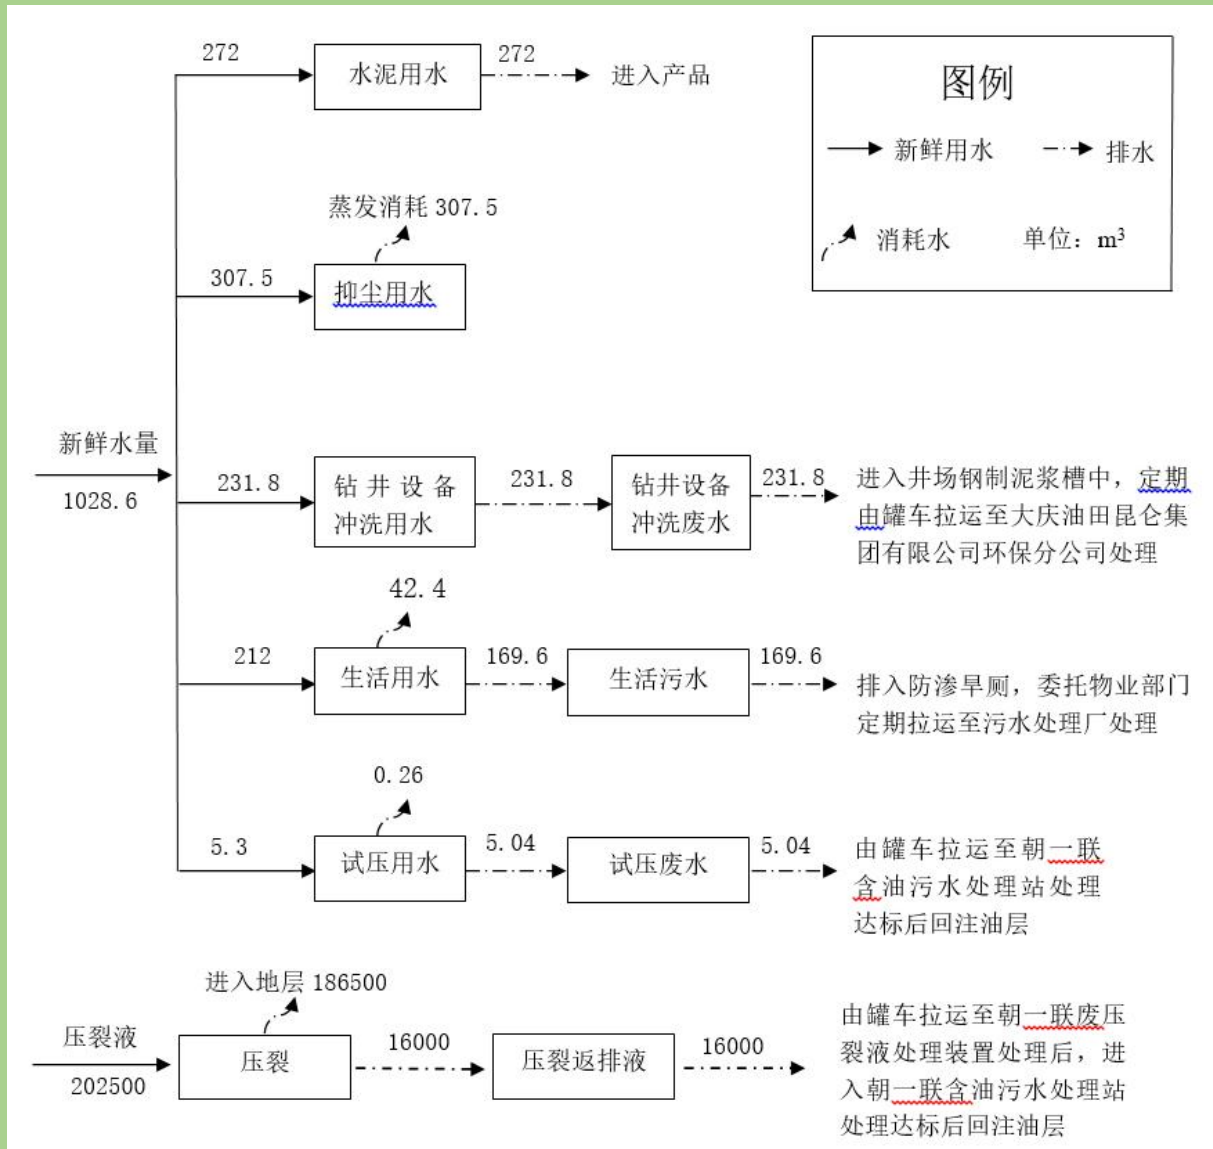 272
水泥用水
272
进入产品
图例
新鲜用水
排水
消耗水
单位：m³
蒸发消耗 307.5
307.5
抑尘用水
新鲜水量
1028.6
231.8
钻井设备
冲洗用水
231.8
钻井设备
冲洗废水
231.8
进入井场钢制泥浆槽中，定期
由罐车拉运至大庆油田昆仑集
团有限公司环保分公司处理
42.4
212
生活用水
169.6
生活污水
169.6
排入防渗旱厕，委托物业部门
定期拉运至污水处理厂处理
0.26
5.3
试压用水
5.04
试压废水
5.04
由罐车拉运至朝一联
含油污水处理站处理
达标后回注油层
进入地层 186500
压裂液
202500
压裂
16000
压裂返排液
16000
由罐车拉运至朝一联废压
裂液处理装置处理后，进
入朝一联含油污水处理站
处理达标后回注油层